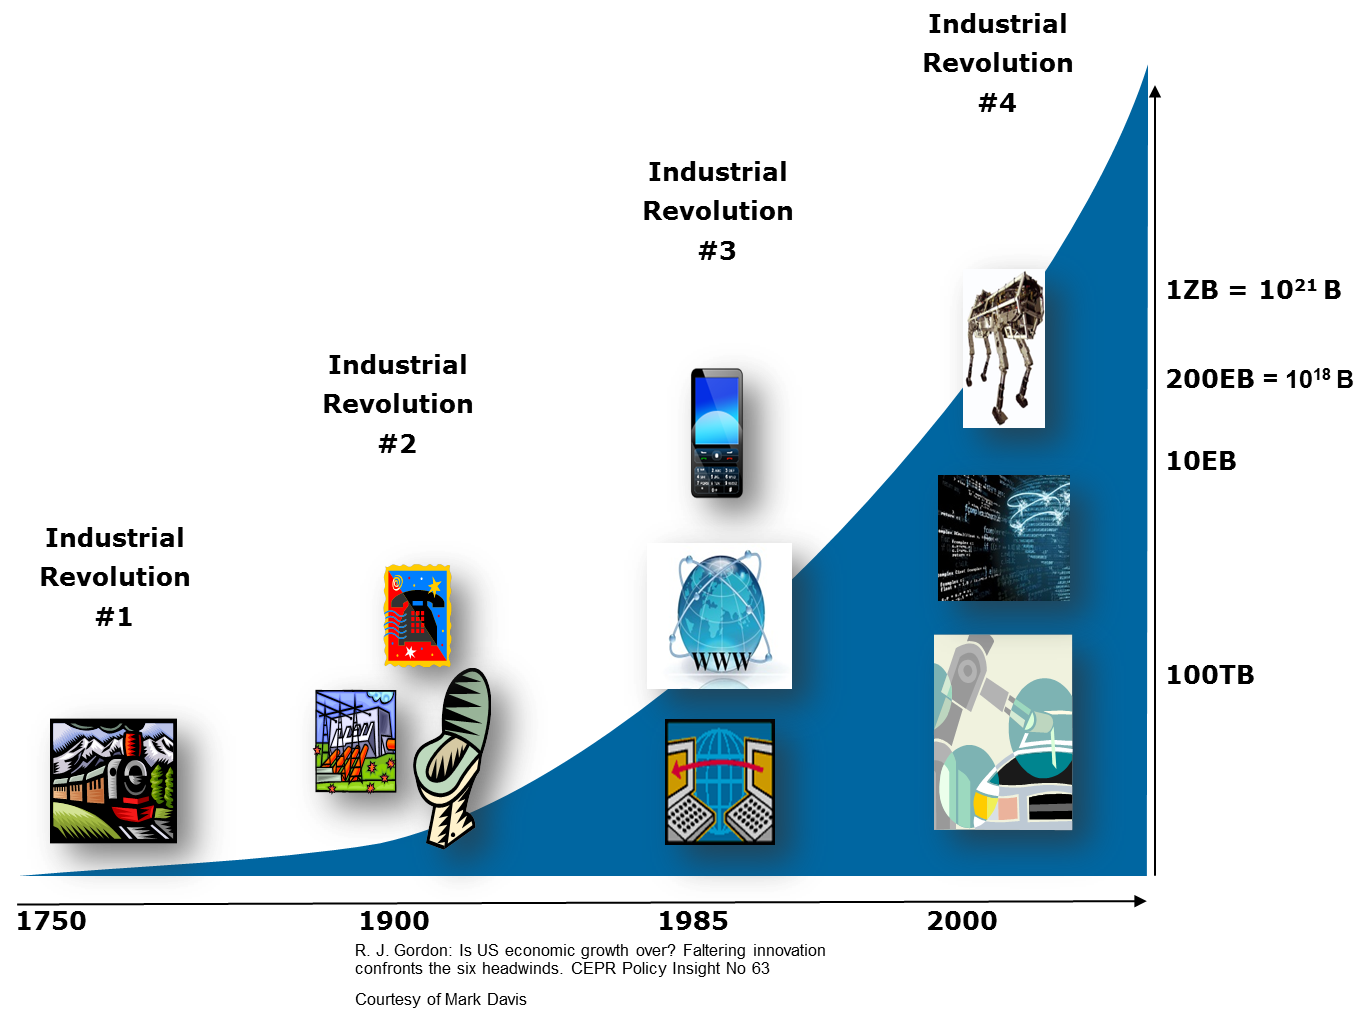 Industrial
Revolution
#4
Industrial
Revolution
#3
Industrial
Revolution
#2
Industrial
Revolution
#1
WWW
1ZB = 10²¹ B
200EB = 10¹⁸ B
10EB
100TB
1750
1900
1985
2000
R. J. Gordon: Is US economic growth over? Faltering innovation
confronts the six headwinds. CEPR Policy Insight No 63
Courtesy of Mark Davis